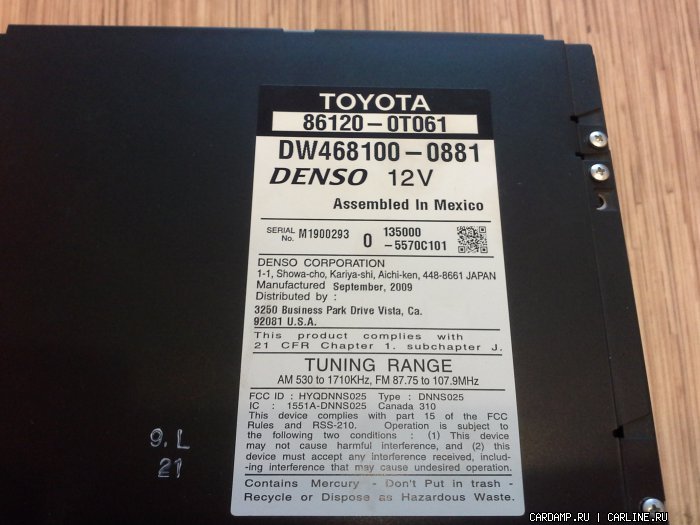 TOYOTA
86120-0T061
DW468100-0881
DENSO 12V
Assembled In Mexico
SERIAL No. M1900293 0 135000
-5570C101
DENSO CORPORATION
1-1, Showa-cho, Kariya-shi, Aichi-ken, 448-8661 JAPAN
Manufactured September, 2009
Distributed by :
3250 Business Park Drive Vista, Ca.
92081 U.S.A.
This product complies with
21 CFR Chapter 1. subchapter J.
TUNING RANGE
AM 530 to 1710KHz, FM 87.75 to 107.9MHz
FCC ID : HYQDNNS025 Type : DNNS025
IC : 1551A-DNNS025 Canada 310
This device complies with part 15 of the FCC
Rules and RSS-210. Operation is subject to
the following two conditions : (1) This device
may not cause harmful interference, and (2) this
device must accept any interference received, includ-
-ing interference that may cause undesired operation.
Contains Mercury - Don't Put in trash -
Recycle or Dispose as Hazardous Waste.
9.L
21
CARDAMP.RU | CARLINE.RU